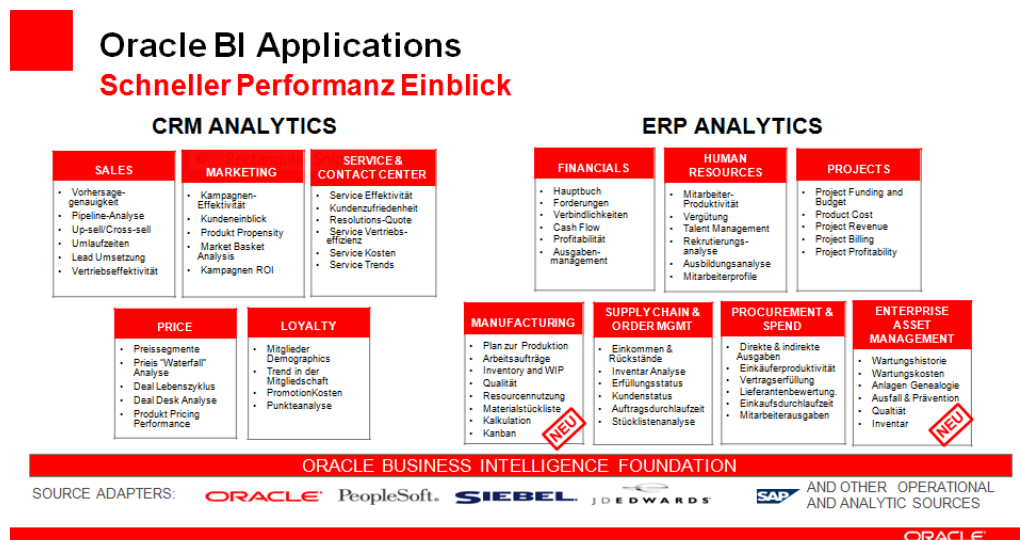 Oracle BI Applications
Schneller Performanz Einblick
CRM ANALYTICS
SALES
• Vorhersage-
genauigkeit
• Pipeline-Analyse
• Up-sell/Cross-sell
• Umlaufzeiten
• Lead Umsetzung
• Vertriebseffektivität
MARKETING
• Kampagnen-
Effektivität
• Kundeneinblick
• Produkt Propensity
• Market Basket
Analysis
• Kampagnen ROI
SERVICE &
CONTACT CENTER
• Service Effektivität
• Kundenzufriedenheit
• Resolutions-Quote
• Service Vertriebs-
effizienz
• Service Kosten
• Service Trends
PRICE
• Preissegmente
• Prieis "Waterfall"
Analyse
• Deal Lebenszyklus
• Deal Desk Analyse
• Produkt Pricing
Performance
LOYALTY
• Mitglieder
Demographics
• Trend in der
Mitgliedschaft
• PromotionKosten
• Punkteanalyse
ERP ANALYTICS
FINANCIALS
• Hauptbuch
• Forderungen
• Verbindlichkeiten
• Cash Flow
• Profitabilität
• Ausgaben-
management
HUMAN
RESOURCES
• Mitarbeiter-
Produktivität
• Vergütung
• Talent Management
• Rekrutierungs-
analyse
• Ausbildungsanalyse
• Mitarbeiterprofile
PROJECTS
• Project Funding and
Budget
• Product Cost
• Project Revenue
• Project Billing
• Project Profitability
MANUFACTURING
• Plan zur Produktion
• Arbeitsaufträge
• Inventory and WIP
• Qualität
• Resourcennutzung
• Materialstückliste
• Kalkulation
• Kanban
NEU
SUPPLY CHAIN &
ORDER MGMT
• Einkommen &
Rückstände
• Inventar Analyse
• Erfüllungsstatus
• Kundenstatus
• Auftragsdurchlaufzeit
• Stücklistenanalyse
PROCUREMENT &
SPEND
• Direkte & indirekte
Ausgaben
• Einkäuferproduktivität
• Vertragserfüllung
• Lieferantenbewertung.
• Einkaufsdurchlaufzeit
• Mitarbeiterausgaben
ENTERPRISE
ASSET
MANAGEMENT
• Wartungshistorie
• Wartungskosten
• Anlagen Genealogie
• Ausfall & Prävention
• Qualtiät
• Inventar
NEU
ORACLE BUSINESS INTELLIGENCE FOUNDATION
SOURCE ADAPTERS: ORACLE PeopleSoft. SIEBEL. JDEDWARDS SAP AND OTHER OPERATIONAL
AND ANALYTIC SOURCES
ORACLE